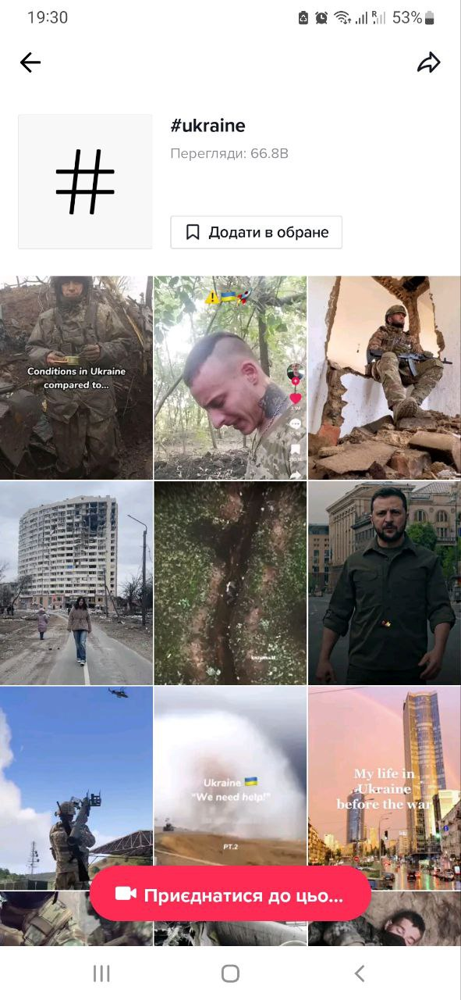 19:30
53%
#ukraine
Перегляди: 66.8B
Додати в обране
Conditions in Ukraine
compared to...
Ukraine 🇺🇦
"We need help!"
PT.2
My life in
Ukraine
before the war
Приєднатися до цьо...